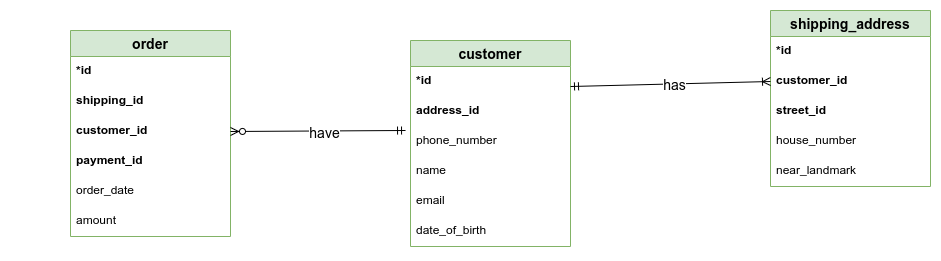 order
*id
shipping_id
customer_id
payment_id
order_date
amount
have
customer
*id
address_id
phone_number
name
email
date_of_birth
has
shipping_address
*id
customer_id
street_id
house_number
near_landmark